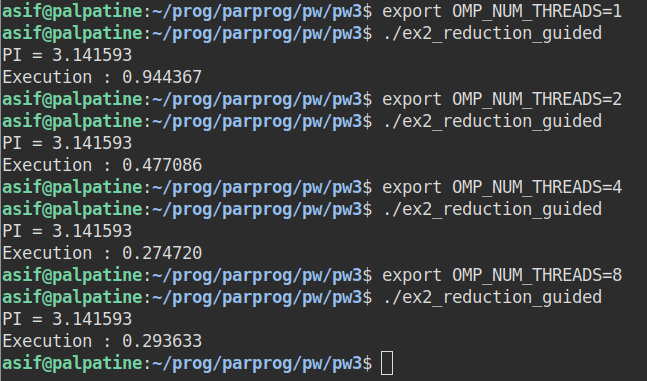 asif@palpatine:~/prog/parprog/pw/pw3$ export OMP_NUM_THREADS=1
asif@palpatine:~/prog/parprog/pw/pw3$ ./ex2_reduction_guided
PI = 3.141593
Execution : 0.944367
asif@palpatine:~/prog/parprog/pw/pw3$ export OMP_NUM_THREADS=2
asif@palpatine:~/prog/parprog/pw/pw3$ ./ex2_reduction_guided
PI = 3.141593
Execution : 0.477086
asif@palpatine:~/prog/parprog/pw/pw3$ export OMP_NUM_THREADS=4
asif@palpatine:~/prog/parprog/pw/pw3$ ./ex2_reduction_guided
PI = 3.141593
Execution : 0.274720
asif@palpatine:~/prog/parprog/pw/pw3$ export OMP_NUM_THREADS=8
asif@palpatine:~/prog/parprog/pw/pw3$ ./ex2_reduction_guided
PI = 3.141593
Execution : 0.293633
asif@palpatine:~/prog/parprog/pw/pw3$